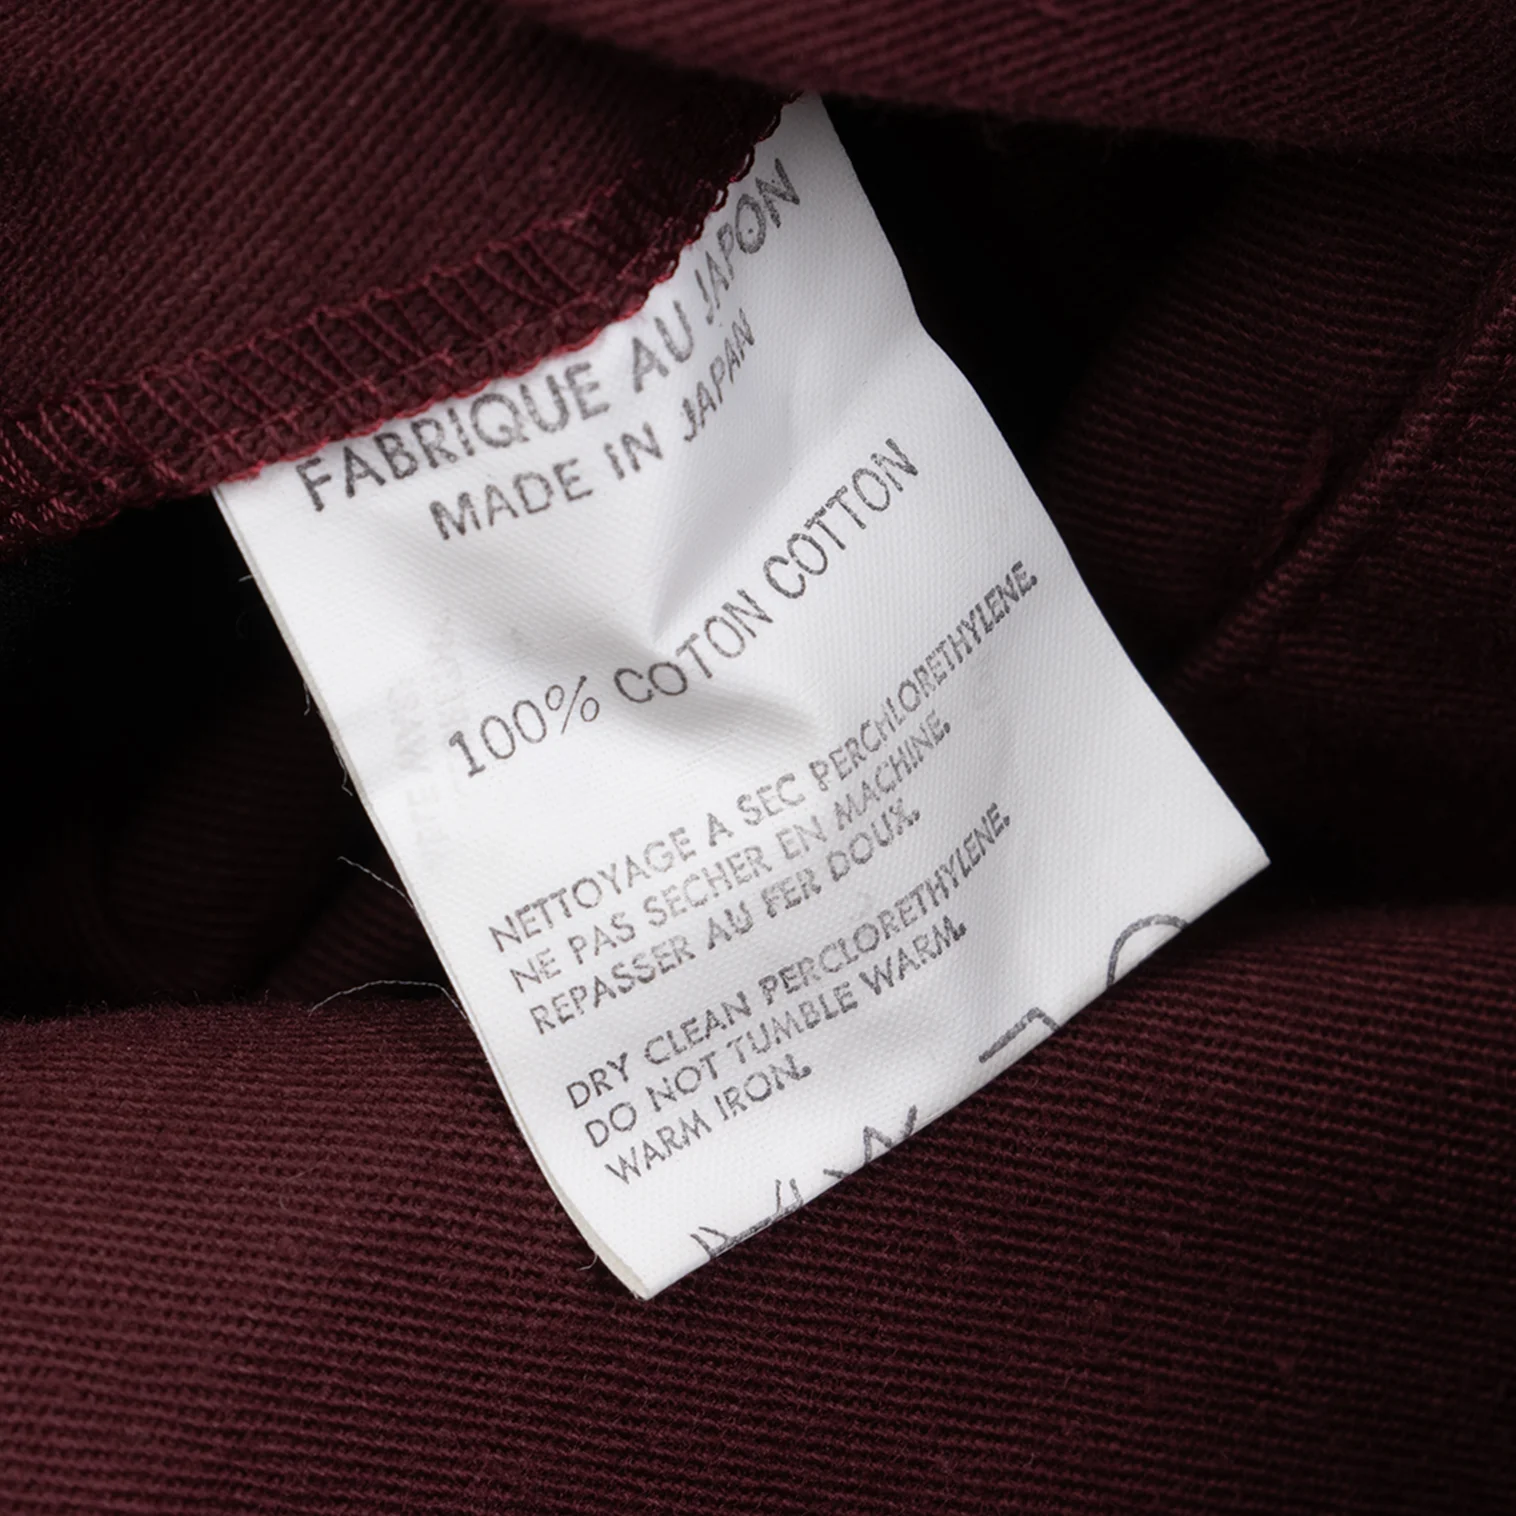 FABRIQUE AU JAPON
MADE IN JAPAN
100% COTON COTTON
NETTOYAGE A SEC PERCHLORETHYLENE.
NE PAS SECHER EN MACHINE.
REPASSER AU FER DOUX.
DRY CLEAN PERCLORETHYLENE.
DO NOT TUMBLE WARM.
WARM IRON.